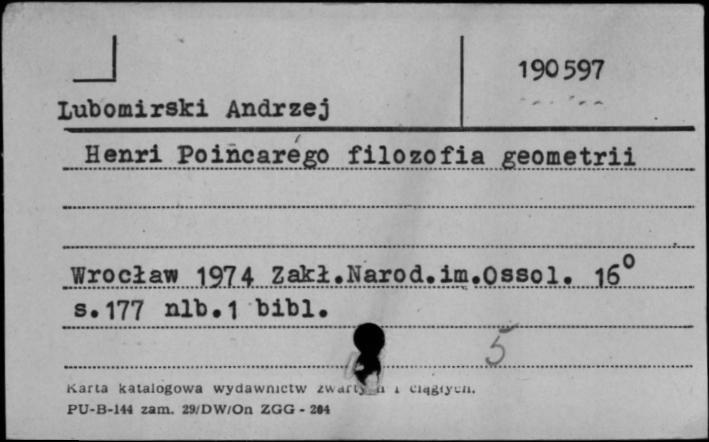 190597
Lubomirski Andrzej
Henri Poincarégo filozofia geometrii
Wrocław 1974 Zakł.Narod.im.Ossol. 16⁰
s.177 nlb.1 bibl.
5
Karta katalogowa wydawnictw zwartych i ciągłych.
PU-B-144 zam. 29/DW/On ZGG - 204